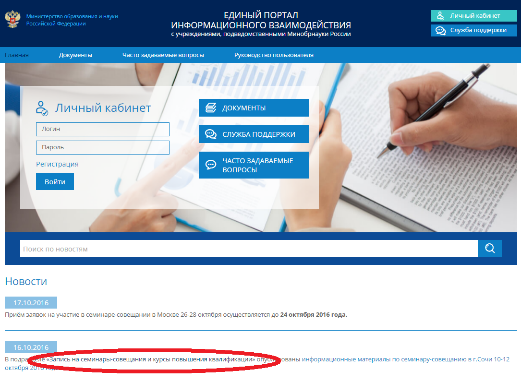 Министерство образования и науки
Российской Федерации
ЕДИНЫЙ ПОРТАЛ
ИНФОРМАЦИОННОГО ВЗАИМОДЕЙСТВИЯ
с учреждениями, подведомственными Минобрнауки России
Личный кабинет
Служба поддержки
Главная Документы Часто задаваемые вопросы Руководство пользователя
Личный кабинет
Логин
Пароль
Регистрация
Войти
ДОКУМЕНТЫ
СЛУЖБА ПОДДЕРЖКИ
ЧАСТО ЗАДАВАЕМЫЕ
ВОПРОСЫ
Поиск по новостям
Новости
17.10.2016
Прием заявок на участие в семинаре-совещании в Москве 26-28 октября осуществляется до 24 октября 2016 года.
16.10.2016
В подразделе «Запись на семинары-совещания и курсы повышения квалификации» опубликованы информационные материалы по семинару-совещанию в г.Сочи 10-12
октября 2016